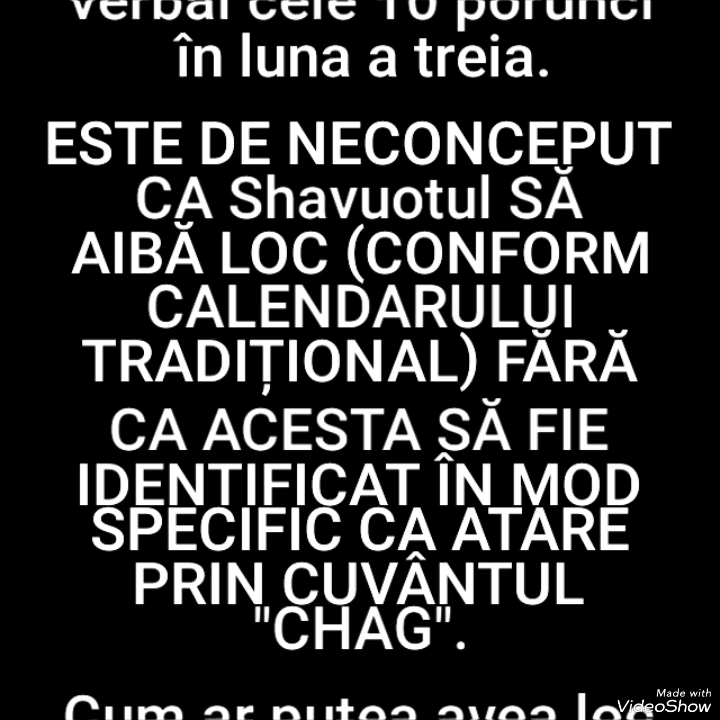 verbal cele 10 porunci
în luna a treia.
ESTE DE NECONCEPUT
CA Shavuotul SĂ
AIBĂ LOC (CONFORM
CALENDARULUI
TRADIȚIONAL) FĂRĂ
CA ACESTA SĂ FIE
IDENTIFICAT ÎN MOD
SPECIFIC CA ATARE
PRIN CUVÂNTUL
"CHAG".
Cum ar putea avea loc
Made with
VideoShow